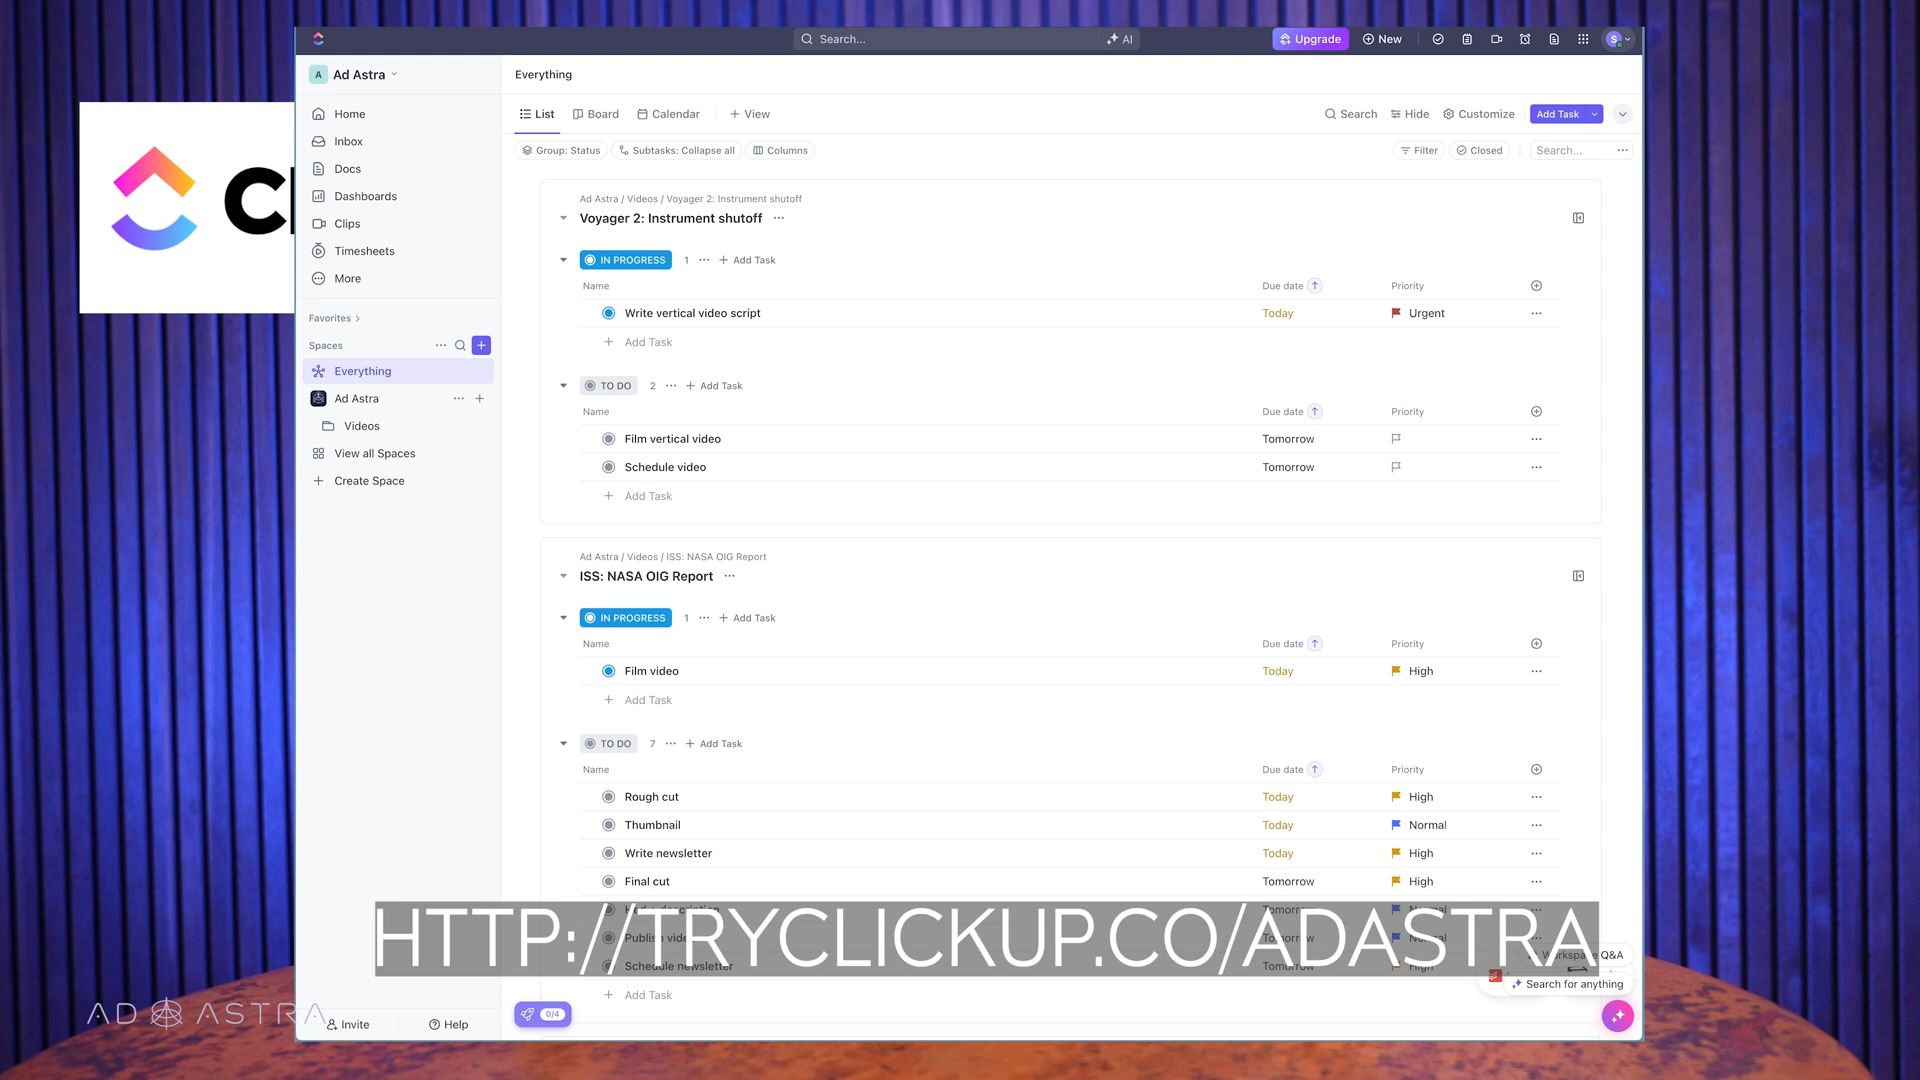 Search...
AI
Upgrade
New
S
A Ad Astra
Everything
Home
Inbox
Docs
Dashboards
Clips
Timesheets
More
Favorites
Spaces
Everything
Ad Astra
Videos
View all Spaces
Create Space
Invite
Help
List
Board
Calendar
View
Search
Hide
Customize
Add Task
Group: Status
Subtasks: Collapse all
Columns
Filter
Closed
Search...
Ad Astra / Videos / Voyager 2: Instrument shutoff
Voyager 2: Instrument shutoff
IN PROGRESS 1 Add Task
Name Due date Priority
Write vertical video script Today Urgent
Add Task
TO DO 2 Add Task
Name Due date Priority
Film vertical video Tomorrow
Schedule video Tomorrow
Add Task
Ad Astra / Videos / ISS: NASA OIG Report
ISS: NASA OIG Report
IN PROGRESS 1 Add Task
Name Due date Priority
Film video Today High
Add Task
TO DO 7 Add Task
Name Due date Priority
Rough cut Today High
Thumbnail Today Normal
Write newsletter Today High
Final cut Tomorrow High
Schedule newsletter Tomorrow High
Add Task
HTTP://TRYCLICKUP.CO/ADASTRA
Workspace Q&A
Search for anything
0/4
AD ASTRA